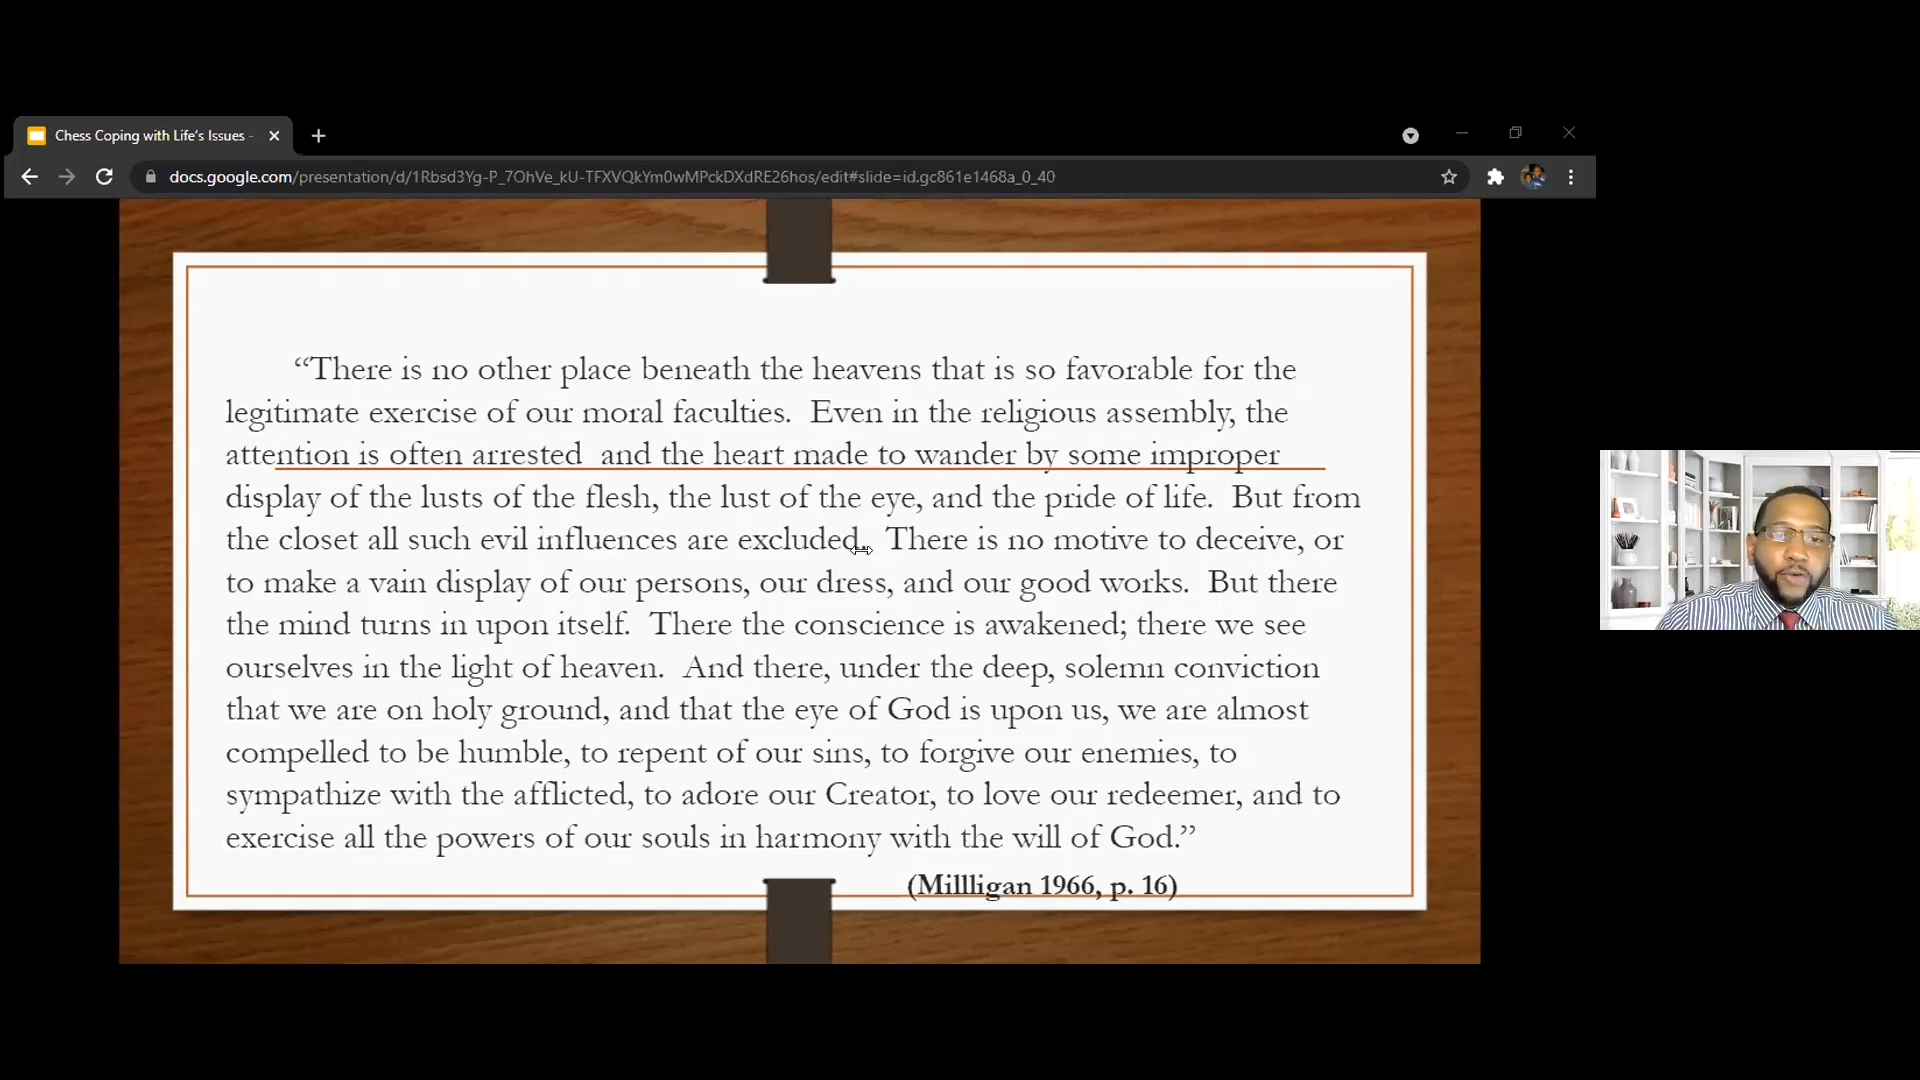 Chess Coping with Life's Issues -
docs.google.com/presentation/d/1Rbsd3Yg-P_7OhVe_kU-TFXVQkYm0wMPckDXdRE26hos/edit#slide=id.gc861e1468a_0_40
“There is no other place beneath the heavens that is so favorable for the
legitimate exercise of our moral faculties.  Even in the religious assembly, the
attention is often arrested  and the heart made to wander by some improper
display of the lusts of the flesh, the lust of the eye, and the pride of life.  But from
the closet all such evil influences are excluded.  There is no motive to deceive, or
to make a vain display of our persons, our dress, and our good works.  But there
the mind turns in upon itself.  There the conscience is awakened; there we see
ourselves in the light of heaven.  And there, under the deep, solemn conviction
that we are on holy ground, and that the eye of God is upon us, we are almost
compelled to be humble, to repent of our sins, to forgive our enemies, to
sympathize with the afflicted, to adore our Creator, to love our redeemer, and to
exercise all the powers of our souls in harmony with the will of God.”
(Millligan 1966, p. 16)